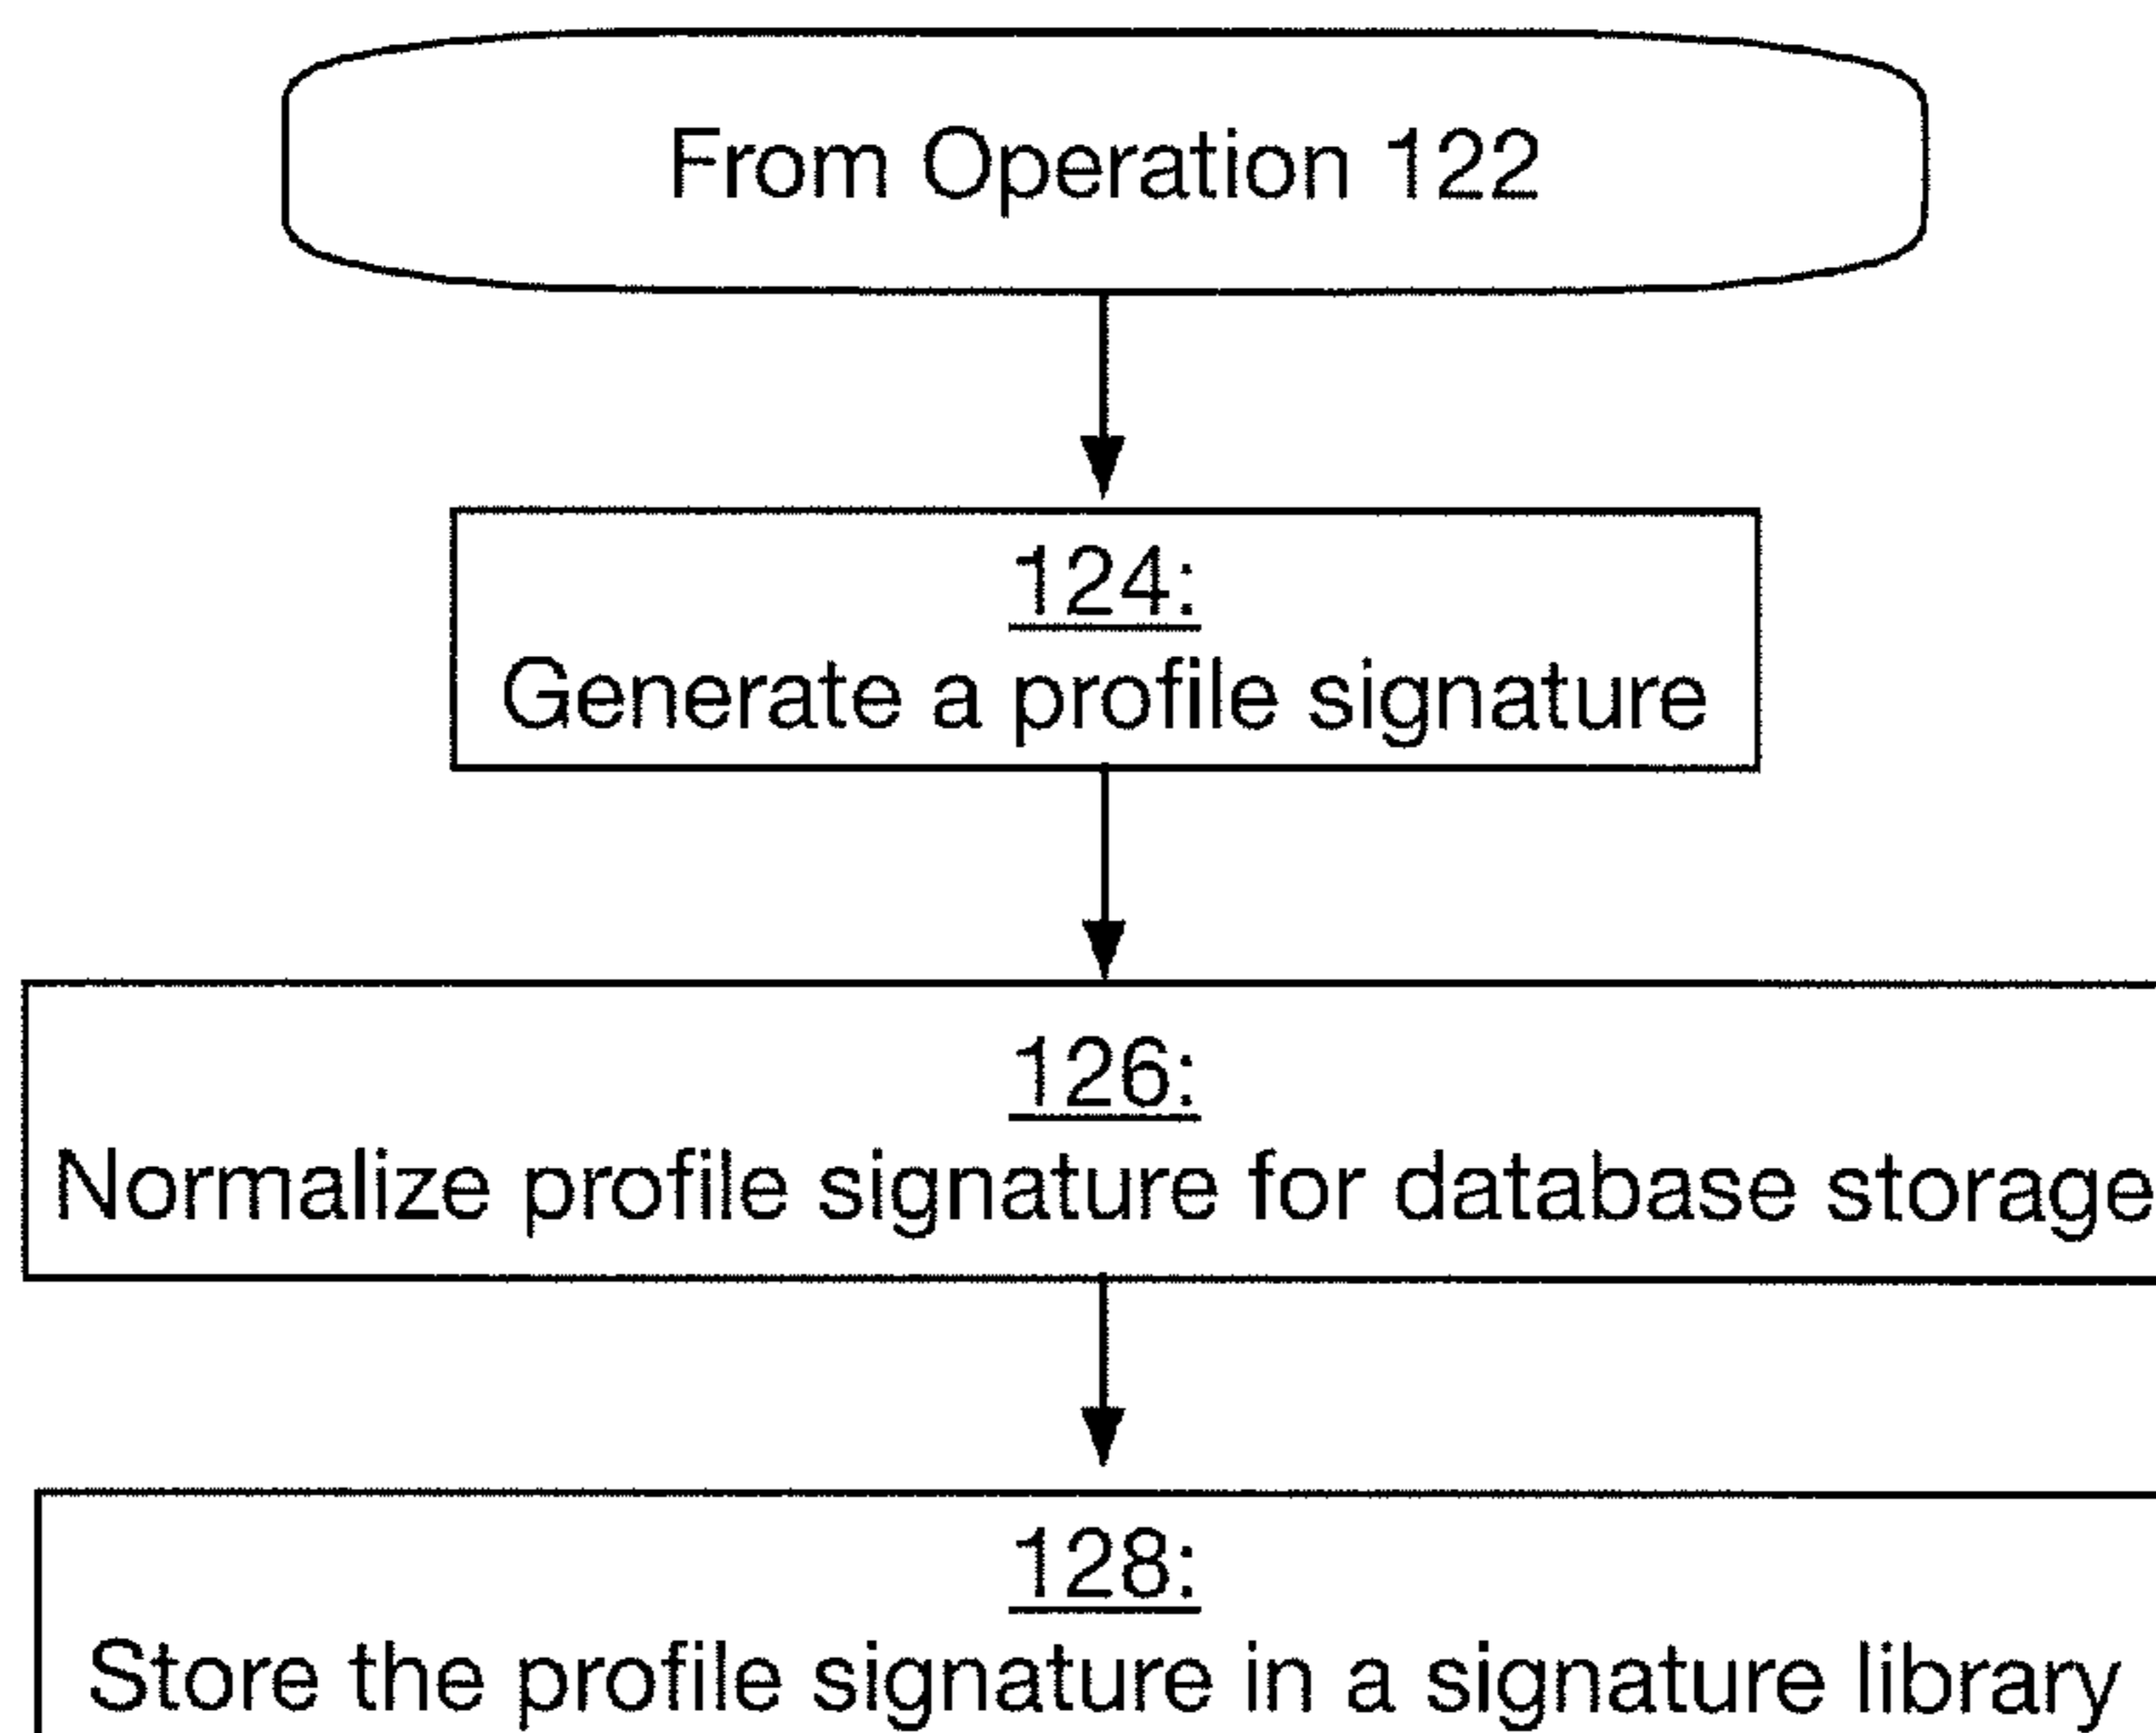 From Operation 122
124:
Generate a profile signature
126:
Normalize profile signature for database storage
128:
Store the profile signature in a signature library